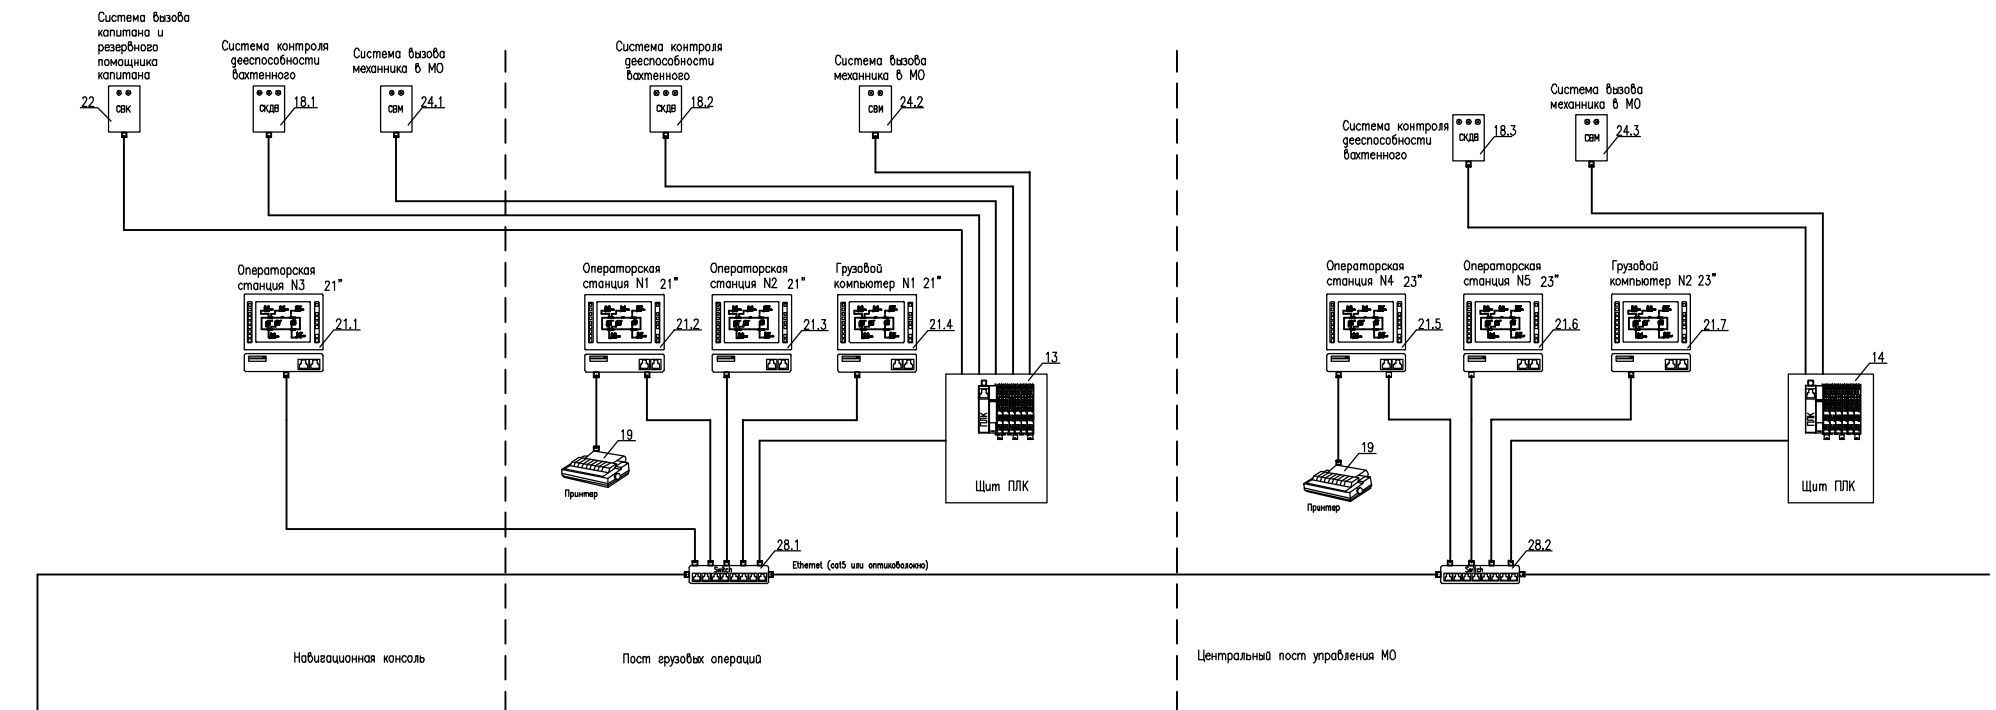 Система вызова
капитана и
резервного
помощника
капитана
22
СВК
Система контроля
дееспособности
вахтенного
18.1
СКДВ
Система вызова
механика в МО
24.1
СВМ
Система контроля
дееспособности
вахтенного
18.2
СКДВ
Система вызова
механика в МО
24.2
СВМ
Система контроля
дееспособности
вахтенного
18.3
СКДВ
Система вызова
механика в МО
24.3
СВМ
Операторская
станция N3 21"
21.1
Операторская
станция N1 21"
21.2
Операторская
станция N2 21"
21.3
Грузовой
компьютер N1 21"
21.4
Операторская
станция N4 23"
21.5
Операторская
станция N5 23"
21.6
Грузовой
компьютер N2 23"
21.7
13
ПЛК
Щит ПЛК
14
ПЛК
Щит ПЛК
19
Принтер
19
Принтер
28.1
Switch
Ethernet (cat5 или оптиковолокно)
28.2
Switch
Навигационная консоль
Пост грузовых операций
Центральный пост управления МО